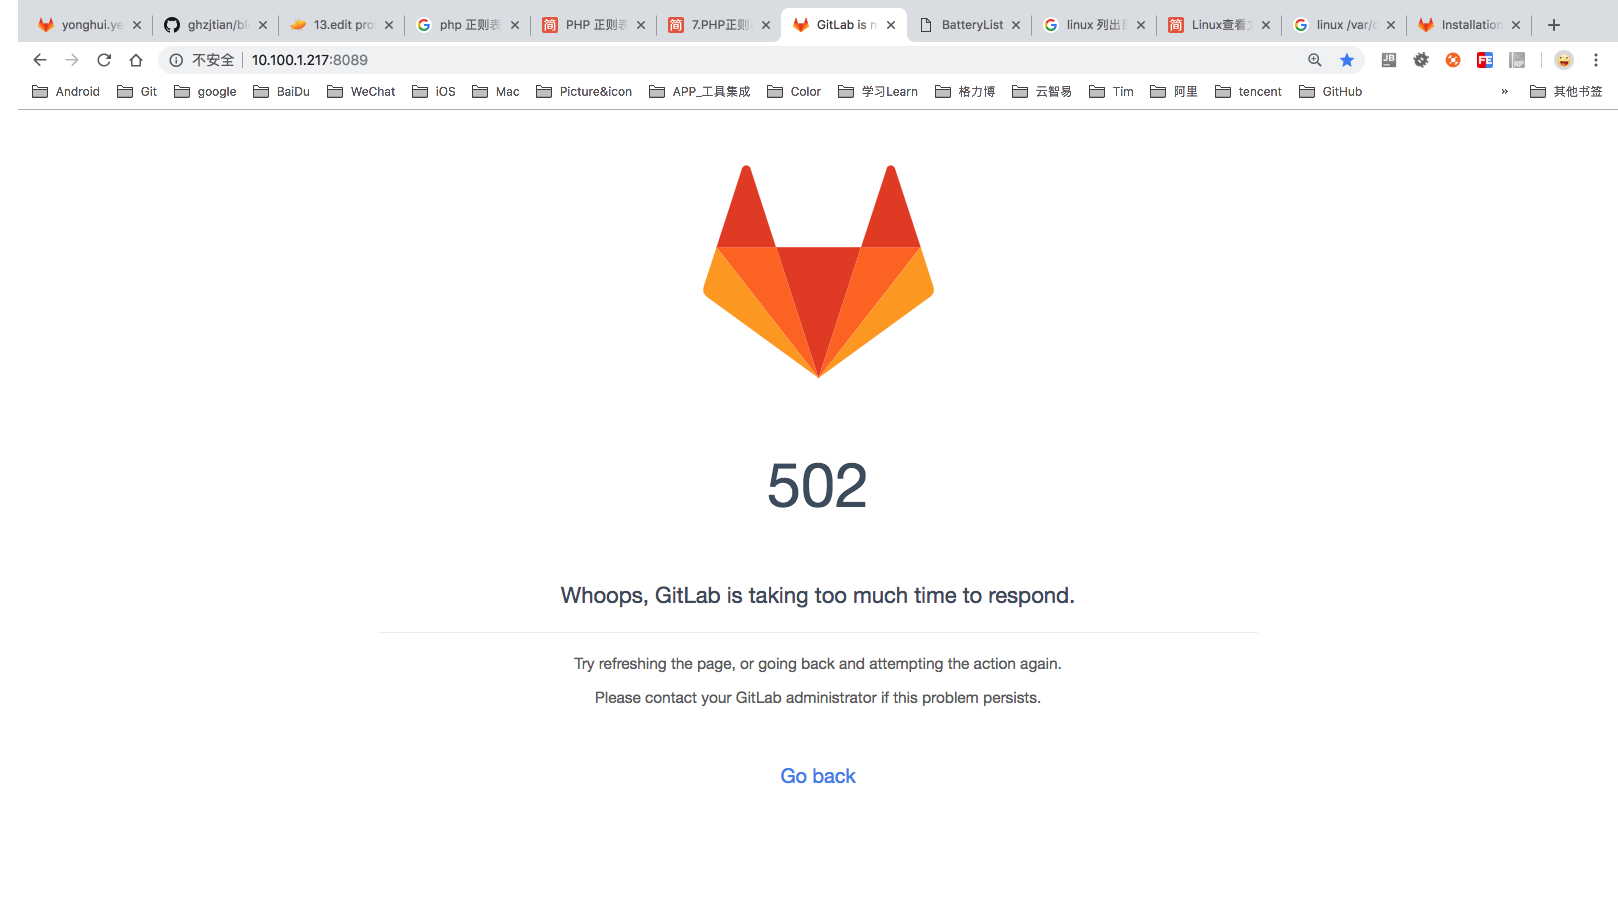 yonghui.ye ghzjtian/bl 13.edit pro php 正则表 PHP 正则表 7.PHP正则 GitLab is n BatteryList linux 列出 Linux查看 linux /var/ Installation
不安全 10.100.1.217:8089
Android Git google BaiDu WeChat iOS Mac Picture&icon APP_工具集成 Color 学习Learn 格力博 云智易 Tim 阿里 tencent GitHub » 其他书签
502
Whoops, GitLab is taking too much time to respond.
Try refreshing the page, or going back and attempting the action again.
Please contact your GitLab administrator if this problem persists.
Go back